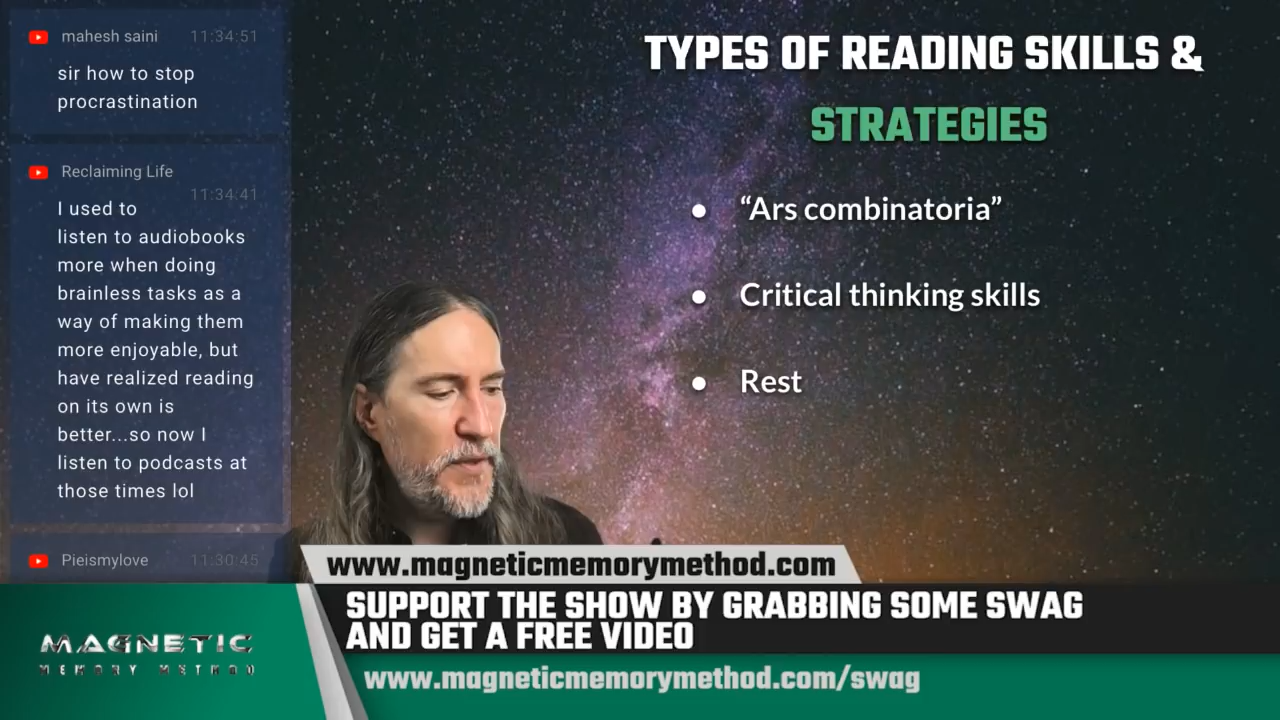 mahesh saini 11:34:51
sir how to stop
procrastination
Reclaiming Life
11:34:41
I used to
listen to audiobooks
more when doing
brainless tasks as a
way of making them
more enjoyable, but
have realized reading
on its own is
better...so now I
listen to podcasts at
those times lol
Pieismylove 11:30:45
TYPES OF READING SKILLS &
STRATEGIES
• “Ars combinatoria”
• Critical thinking skills
• Rest
www.magneticmemorymethod.com
SUPPORT THE SHOW BY GRABBING SOME SWAG
AND GET A FREE VIDEO
www.magneticmemorymethod.com/swag
MAGNETIC
MEMORY METHOD